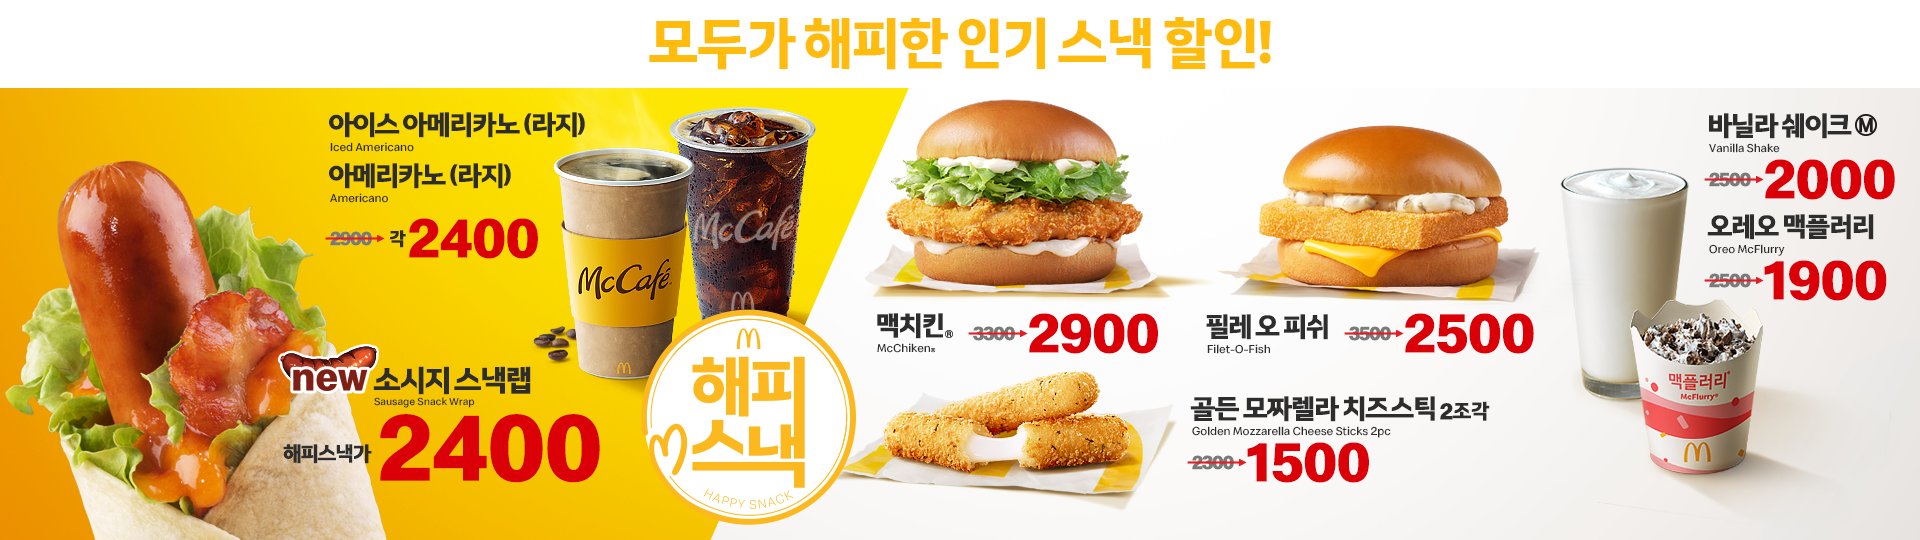 모두가 해피한 인기 스낵 할인!
아이스 아메리카노 (라지)
Iced Americano
아메리카노 (라지)
Americano
2900 각 2400
McCafé
McCafé
new 소시지 스낵랩
Sausage Snack Wrap
해피스낵가 2400
해피
스낵
HAPPY SNACK
맥치킨®
McChiken®
3300 2900
필레 오 피쉬
Filet-O-Fish
3500 2500
골든 모짜렐라 치즈스틱 2조각
Golden Mozzarella Cheese Sticks 2pc
2300 1500
바닐라 쉐이크 Ⓜ
Vanilla Shake
2500 2000
오레오 맥플러리
Oreo McFlurry
2500 1900
맥플러리®
McFlurry®